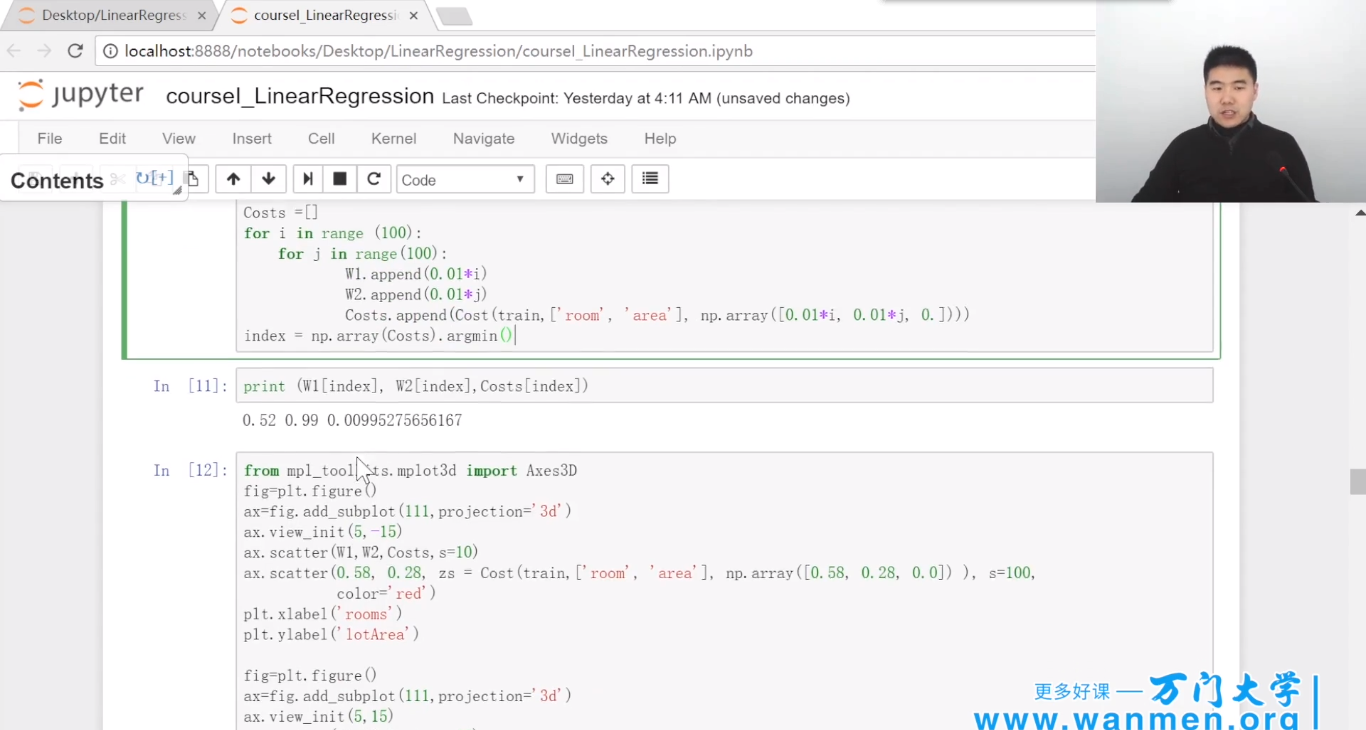 Desktop/LinearRegress
courseI_LinearRegressi
localhost:8888/notebooks/Desktop/LinearRegression/courseI_LinearRegression.ipynb
jupyter courseI_LinearRegression Last Checkpoint: Yesterday at 4:11 AM (unsaved changes)
File Edit View Insert Cell Kernel Navigate Widgets Help
Contents [+] Code
Costs =[]
for i in range (100):
    for j in range(100):
            W1.append(0.01*i)
            W2.append(0.01*j)
            Costs.append(Cost(train,['room', 'area'], np.array([0.01*i, 0.01*j, 0.])))
index = np.array(Costs).argmin()
In [11]: print (W1[index], W2[index],Costs[index])
0.52 0.99 0.00995275656167
In [12]: from mpl_toolkits.mplot3d import Axes3D
fig=plt.figure()
ax=fig.add_subplot(111,projection='3d')
ax.view_init(5,-15)
ax.scatter(W1,W2,Costs,s=10)
ax.scatter(0.58, 0.28, zs = Cost(train,['room', 'area'], np.array([0.58, 0.28, 0.0]) ), s=100,
           color='red')
plt.xlabel('rooms')
plt.ylabel('lotArea')
fig=plt.figure()
ax=fig.add_subplot(111,projection='3d')
ax.view_init(5,15)
更多好课 — 万门大学
www.wanmen.org